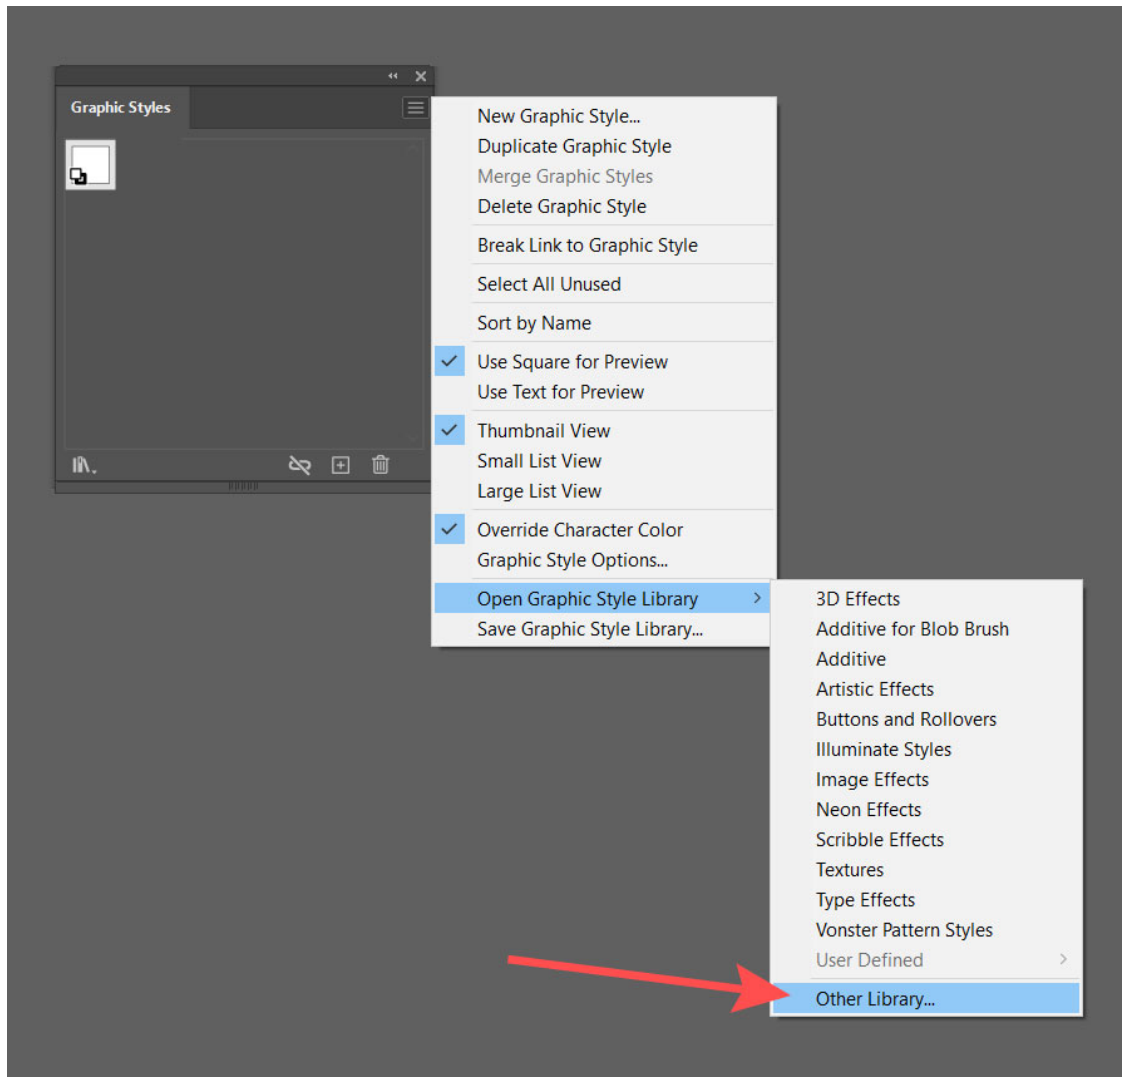 Graphic Styles
New Graphic Style...
Duplicate Graphic Style
Merge Graphic Styles
Delete Graphic Style
Break Link to Graphic Style
Select All Unused
Sort by Name
Use Square for Preview
Use Text for Preview
Thumbnail View
Small List View
Large List View
Override Character Color
Graphic Style Options...
Open Graphic Style Library
Save Graphic Style Library...
3D Effects
Additive for Blob Brush
Additive
Artistic Effects
Buttons and Rollovers
Illuminate Styles
Image Effects
Neon Effects
Scribble Effects
Textures
Type Effects
Vonster Pattern Styles
User Defined
Other Library...